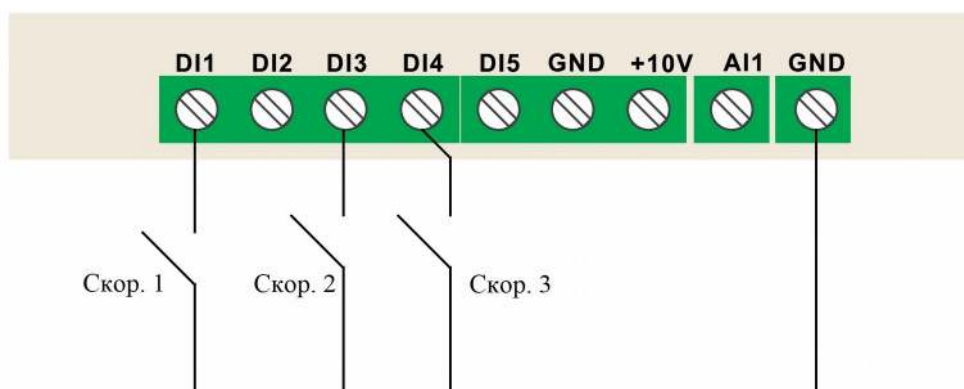 DI1 DI2 DI3 DI4 DI5 GND +10V AI1 GND
Скор. 1 Скор. 2 Скор. 3